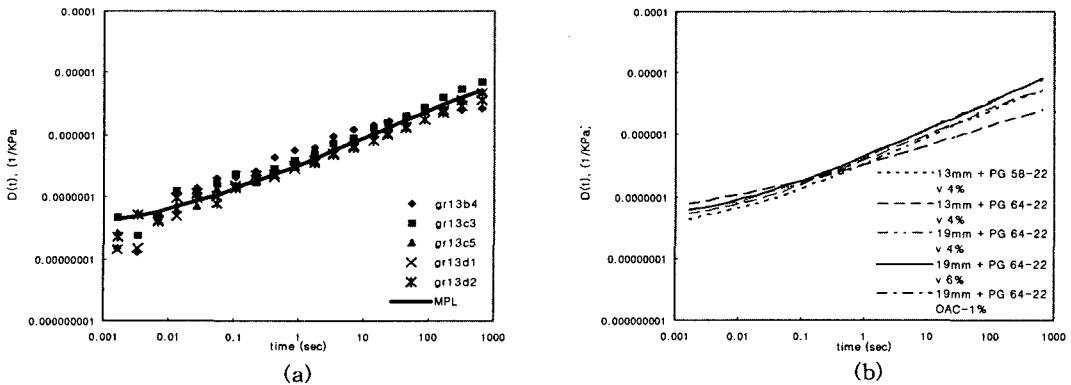 0.0001
0.00001
0.000001
0.0000001
0.00000001
0.000000001
D(t), (1/KPa)
0.001
0.01
0.1
1
10
100
1000
time (sec)
gr13b4
gr13c3
gr13c5
gr13d1
gr13d2
MPL
(a)
0.0001
0.00001
0.000001
0.0000001
0.00000001
0.000000001
D(t), (1/KPa)
0.001
0.01
0.1
1
10
100
1000
time (sec)
13mm + PG 58-22
v 4%
13mm + PG 64-22
v 4%
19mm + PG 64-22
v 4%
19mm + PG 64-22
v 6%
19mm + PG 64-22
OAC-1%
(b)